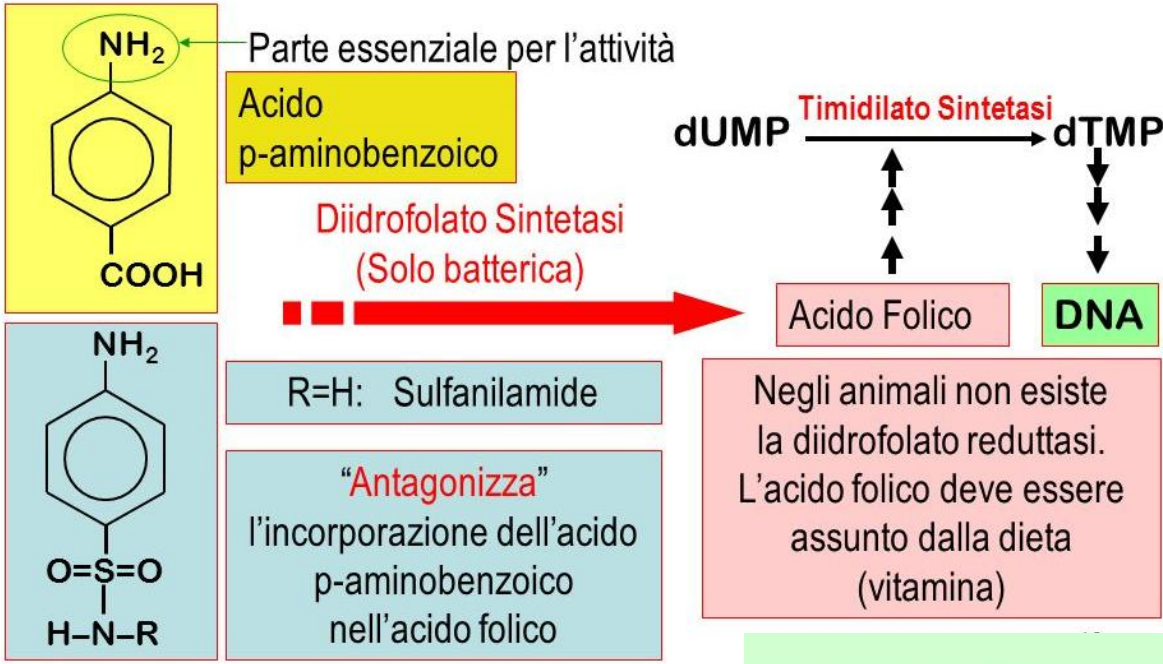 NH₂
Parte essenziale per l'attività
Acido
p-aminobenzoico
COOH
Diidrofolato Sintetasi
(Solo batterica)
Timidilato Sintetasi
dUMP
dTMP
Acido Folico
DNA
NH₂
O=S=O
H–N–R
R=H: Sulfanilamide
“Antagonizza”
l'incorporazione dell'acido
p-aminobenzoico
nell'acido folico
Negli animali non esiste
la diidrofolato reduttasi.
L'acido folico deve essere
assunto dalla dieta
(vitamina)